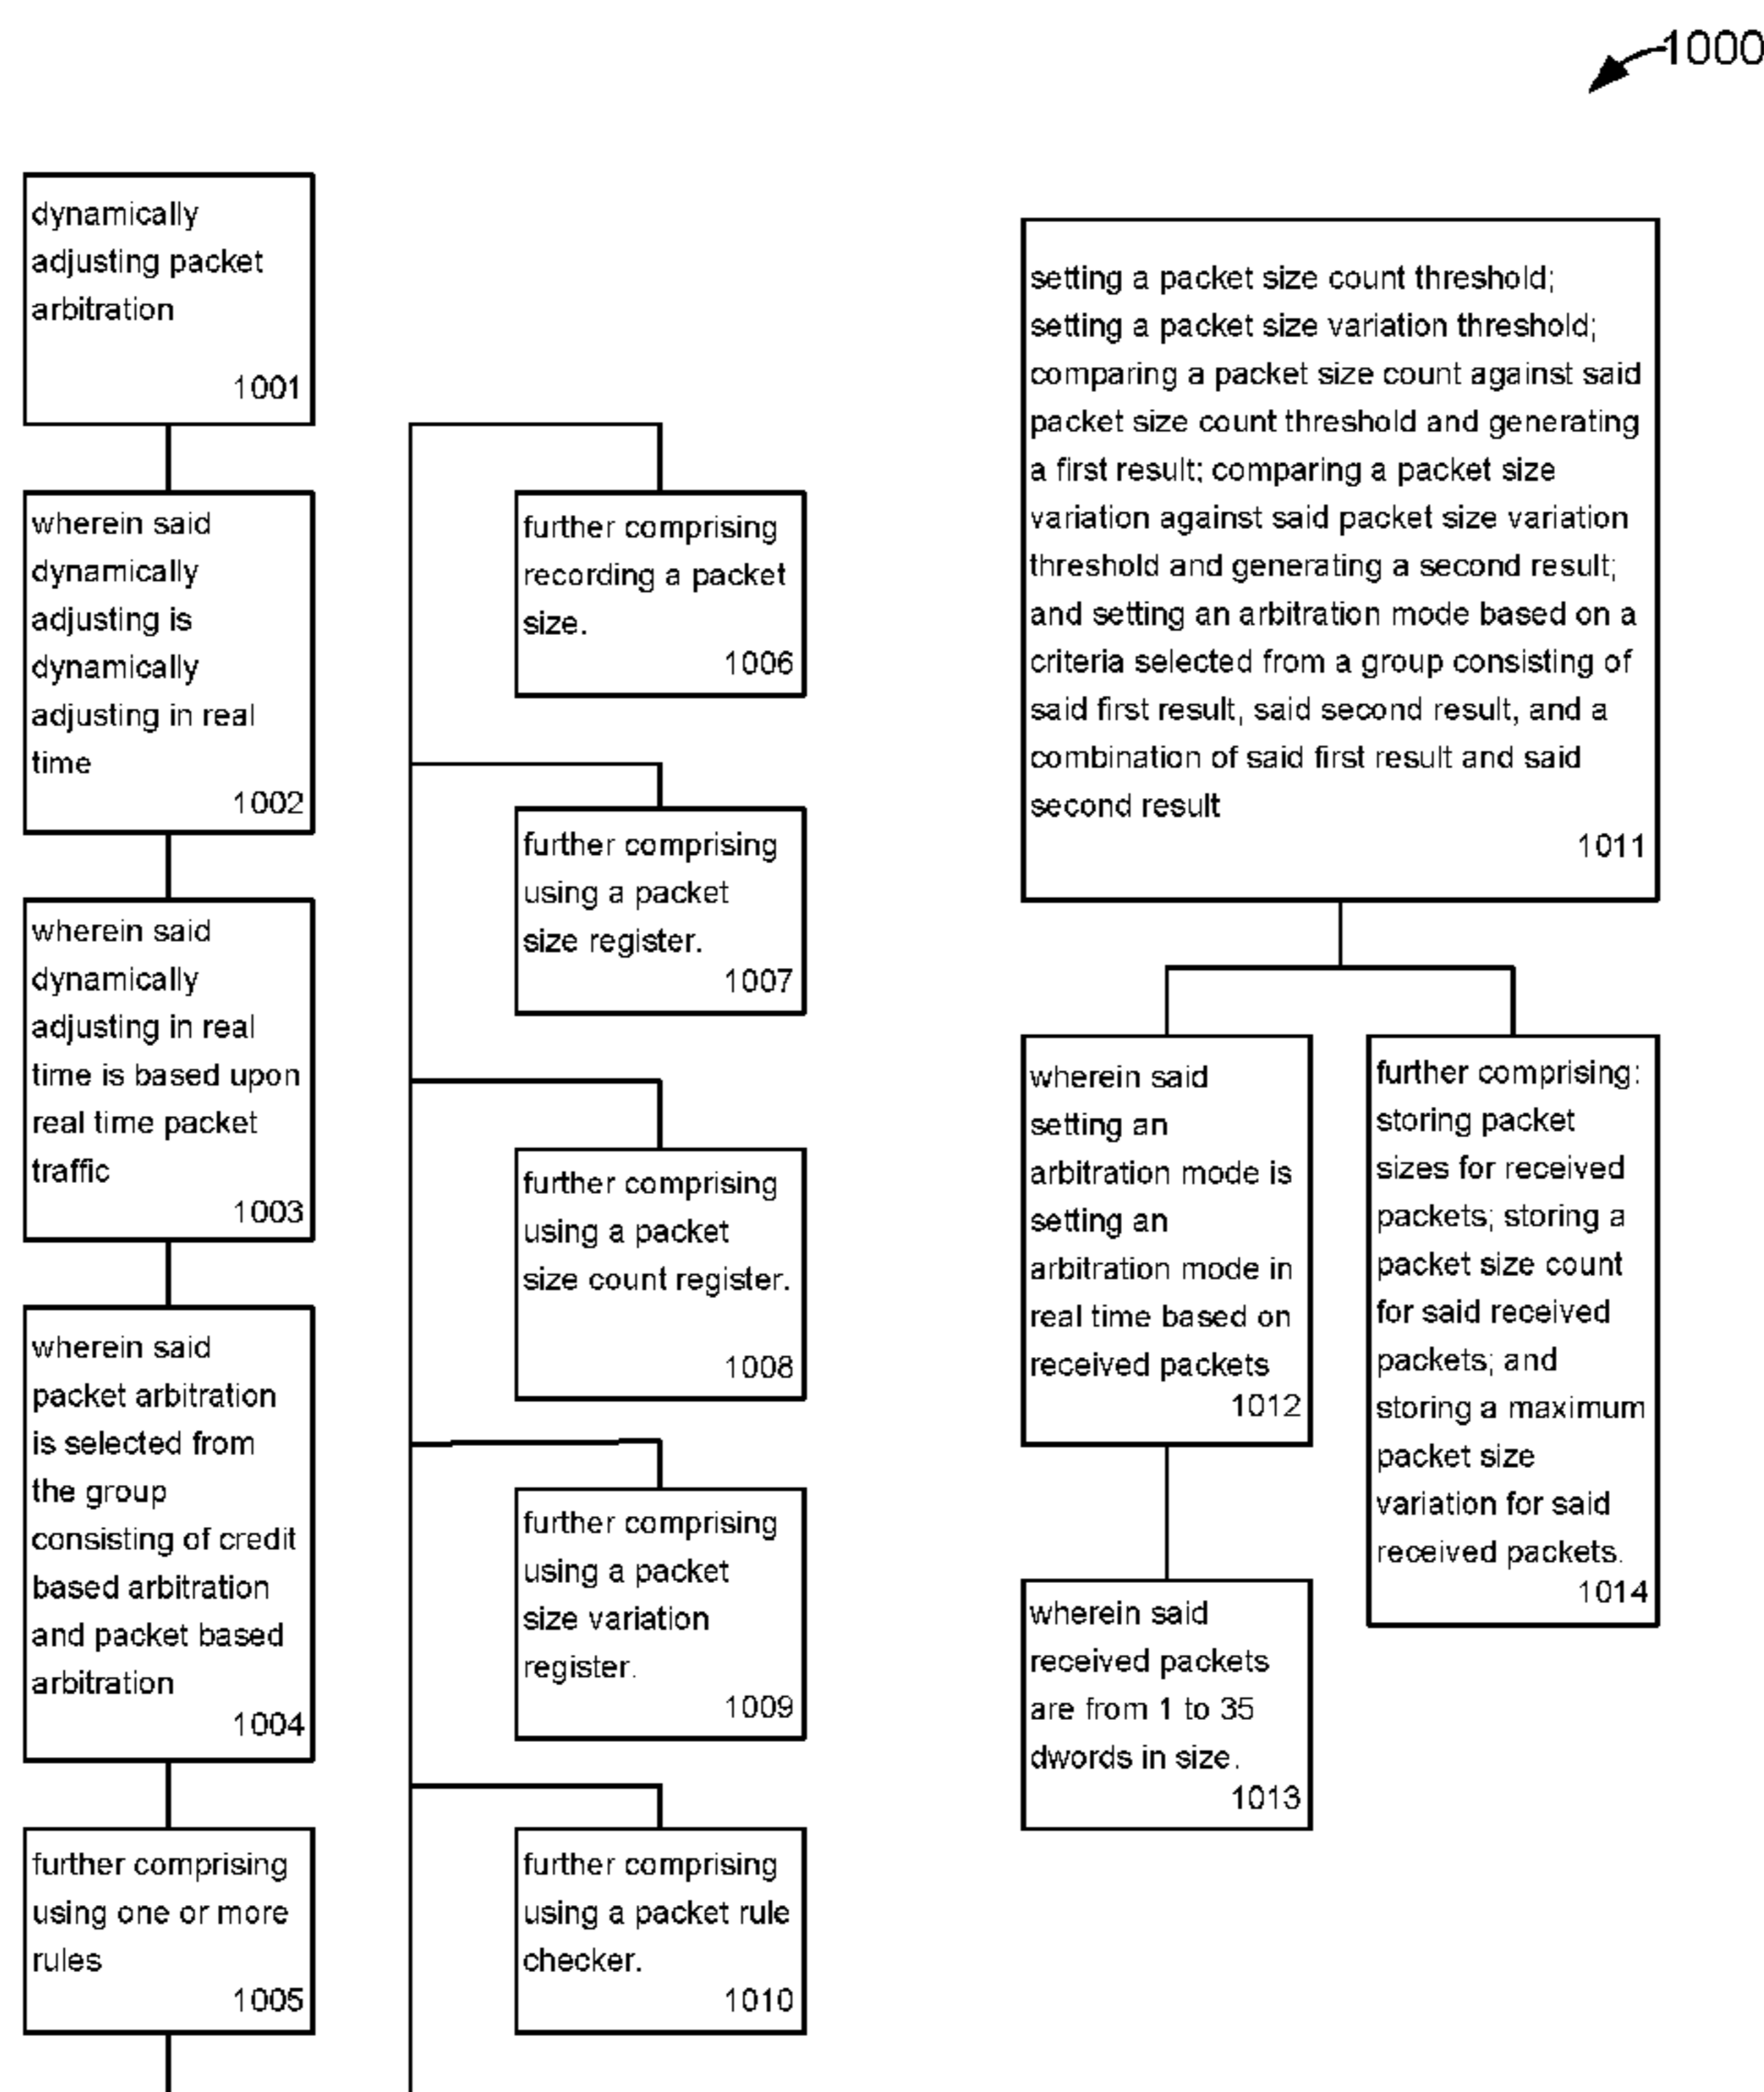 1000
dynamically
adjusting packet
arbitration
1001
wherein said
dynamically
adjusting is
dynamically
adjusting in real
time
1002
wherein said
dynamically
adjusting in real
time is based upon
real time packet
traffic
1003
wherein said
packet arbitration
is selected from
the group
consisting of credit
based arbitration
and packet based
arbitration
1004
further comprising
using one or more
rules
1005
further comprising
recording a packet
size.
1006
further comprising
using a packet
size register.
1007
further comprising
using a packet
size count register.
1008
further comprising
using a packet
size variation
register.
1009
further comprising
using a packet rule
checker.
1010
setting a packet size count threshold;
setting a packet size variation threshold;
comparing a packet size count against said
packet size count threshold and generating
a first result; comparing a packet size
variation against said packet size variation
threshold and generating a second result;
and setting an arbitration mode based on a
criteria selected from a group consisting of
said first result, said second result, and a
combination of said first result and said
second result
1011
wherein said
setting an
arbitration mode is
setting an
arbitration mode in
real time based on
received packets
1012
wherein said
received packets
are from 1 to 35
dwords in size.
1013
further comprising:
storing packet
sizes for received
packets; storing a
packet size count
for said received
packets; and
storing a maximum
packet size
variation for said
received packets.
1014